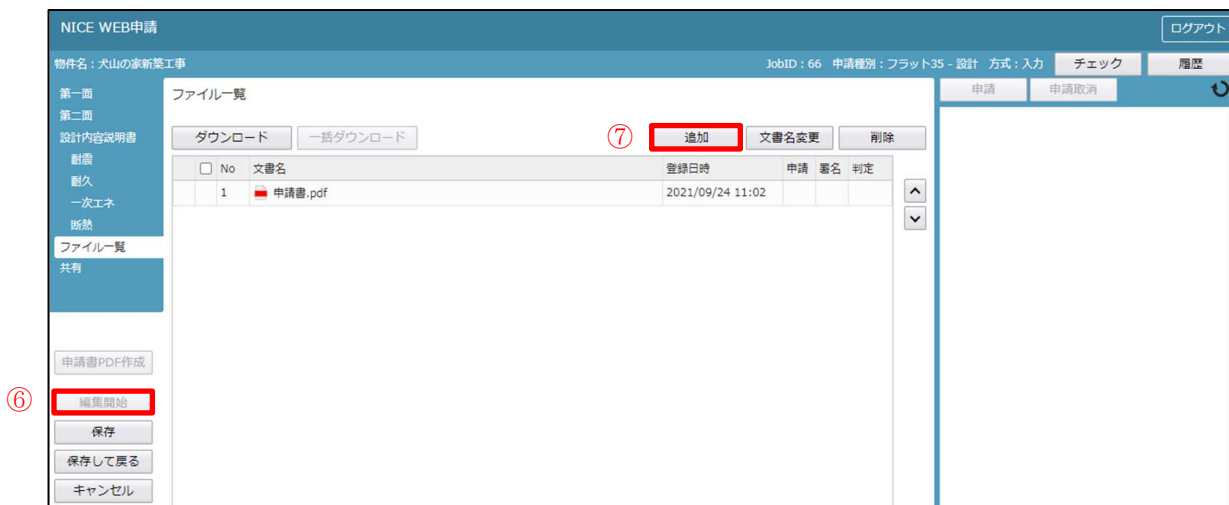 NICE WEB申請
ログアウト
物件名：犬山の家新築工事
JobID：66 申請種別：フラット35 - 設計 方式：入力
チェック
履歴
第一面
第二面
設計内容説明書
耐震
耐久
一次エネ
断熱
ファイル一覧
共有
ファイル一覧
申請
申請取消
ダウンロード
一括ダウンロード
⑦
追加
文書名変更
削除
No 文書名 登録日時 申請 署名 判定
1 申請書.pdf 2021/09/24 11:02
申請書PDF作成
⑥
編集開始
保存
保存して戻る
キャンセル